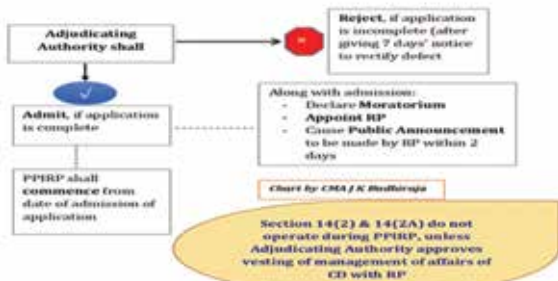 Adjudicating
Authority shall
Reject, if application
is incomplete (after
giving 7 days' notice
to rectify defect
Admit, if application
is complete
Along with admission:
- Declare Moratorium
- Appoint RP
- Cause Public Announcement
to be made by RP within 2
days
PPIRP shall
commence from
date of admission of
application
Chart by CMA J K Budhiraja
Section 14(2) & 14(2A) do not
operate during PPIRP, unless
Adjudicating Authority approves
vesting of management of affairs of
CD with RP